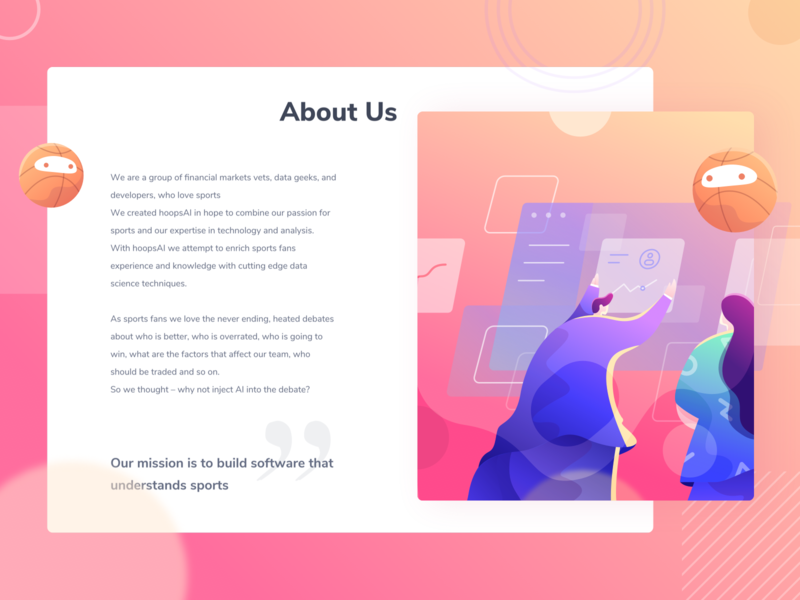 About Us
We are a group of financial markets vets, data geeks, and
developers, who love sports
We created hoopsAI in hope to combine our passion for
sports and our expertise in technology and analysis.
With hoopsAI we attempt to enrich sports fans
experience and knowledge with cutting edge data
science techniques.
As sports fans we love the never ending, heated debates
about who is better, who is overrated, who is going to
win, what are the factors that affect our team, who
should be traded and so on.
So we thought – why not inject AI into the debate?
”
Our mission is to build software that
understands sports